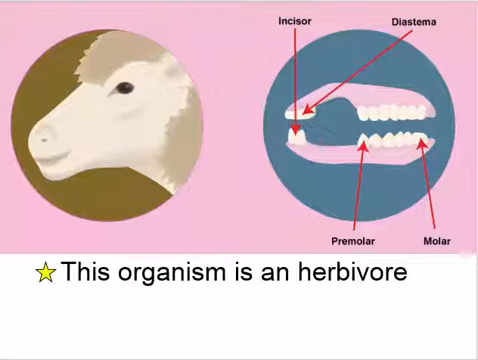 Incisor
Diastema
Premolar
Molar
This organism is an herbivore